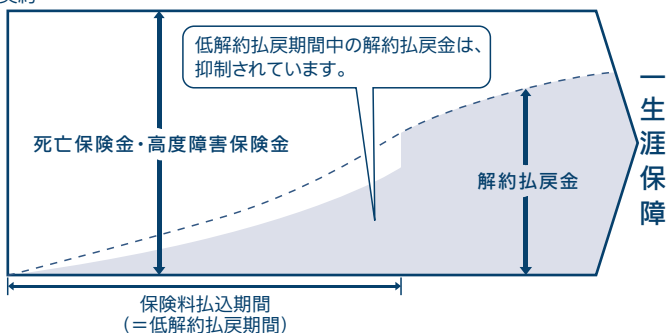 低解約払戻期間中の解約払戻金は、
抑制されています。
死亡保険金・高度障害保険金
解約払戻金
一生涯保障
保険料払込期間
(=低解約払戻期間)